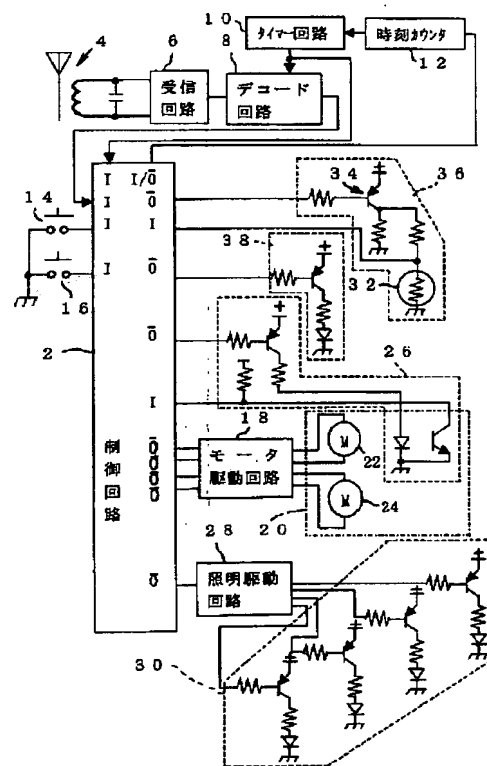 10
タイマー回路
時刻カウンタ
12
4
6
受信
回路
8
デコード
回路
I
I/O̅
I
O̅
I
I
I
O̅
O̅
I
O̅
O̅
O̅
O̅
O̅
14
16
2
制御回路
34
36
38
32
26
18
モータ
駆動回路
M
22
M
24
20
28
照明駆動
回路
30
+
+